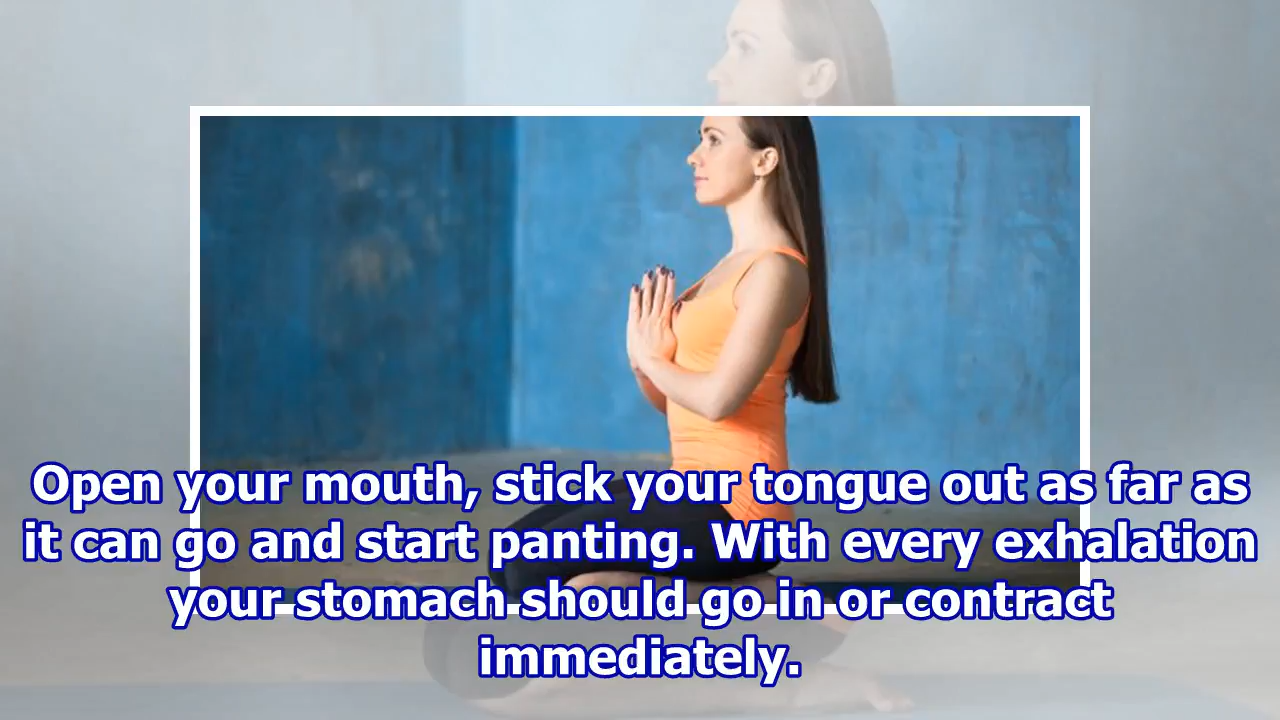 Open your mouth, stick your tongue out as far as
it can go and start panting. With every exhalation
your stomach should go in or contract
immediately.